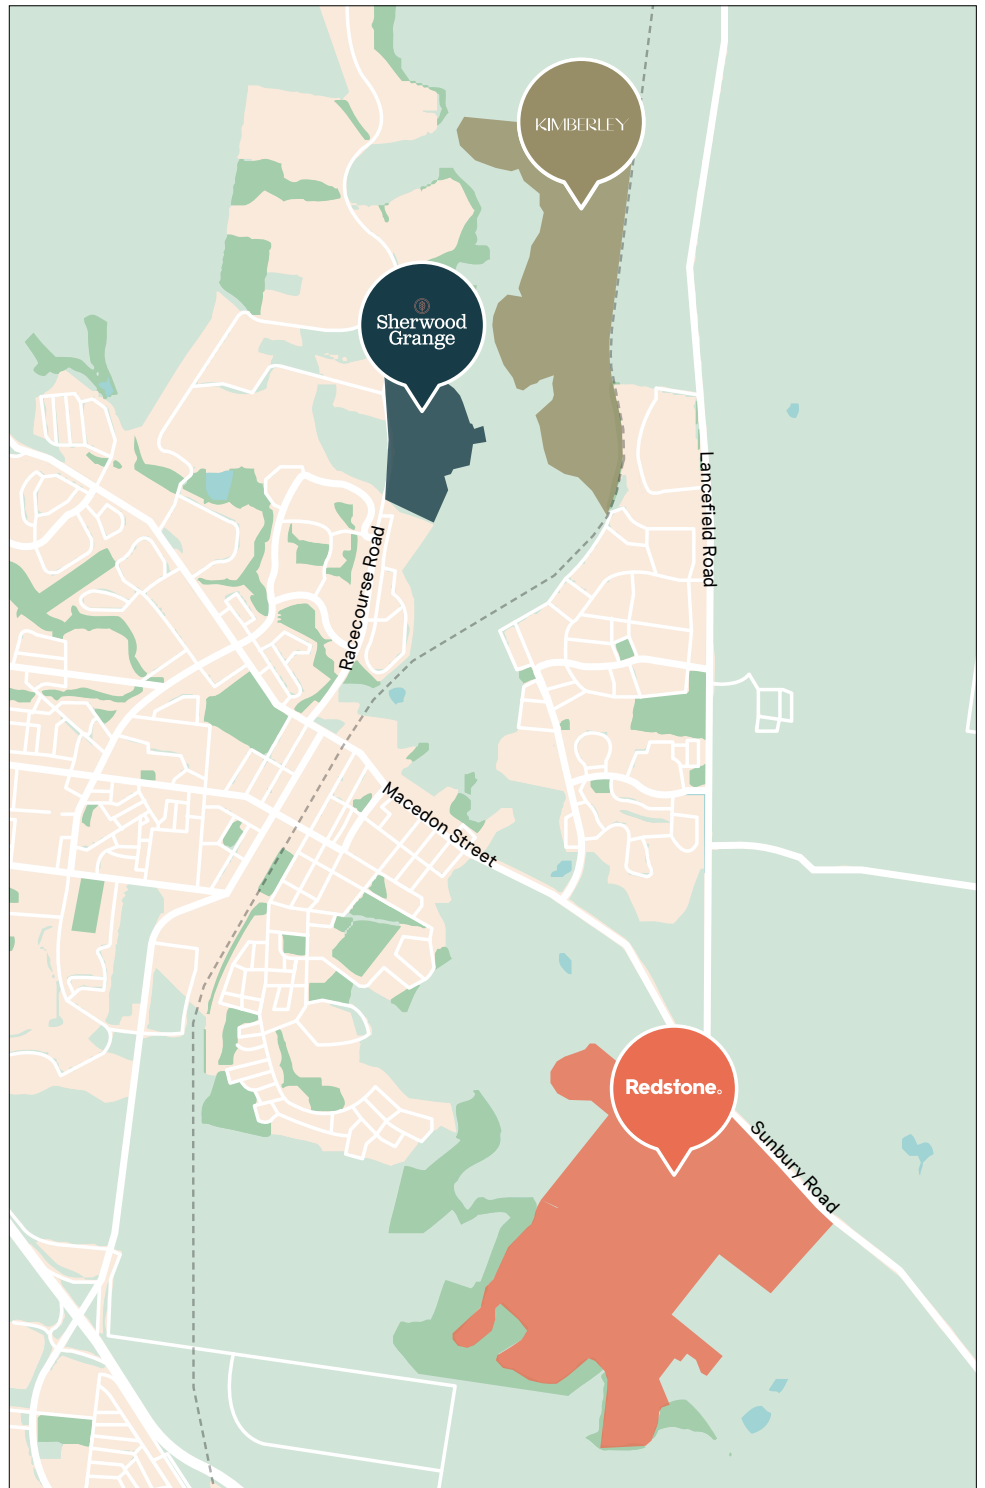 KIMBERLEY
Sherwood
Grange
Lancefield Road
Racecourse Road
Macedon Street
Redstone.
Sunbury Road